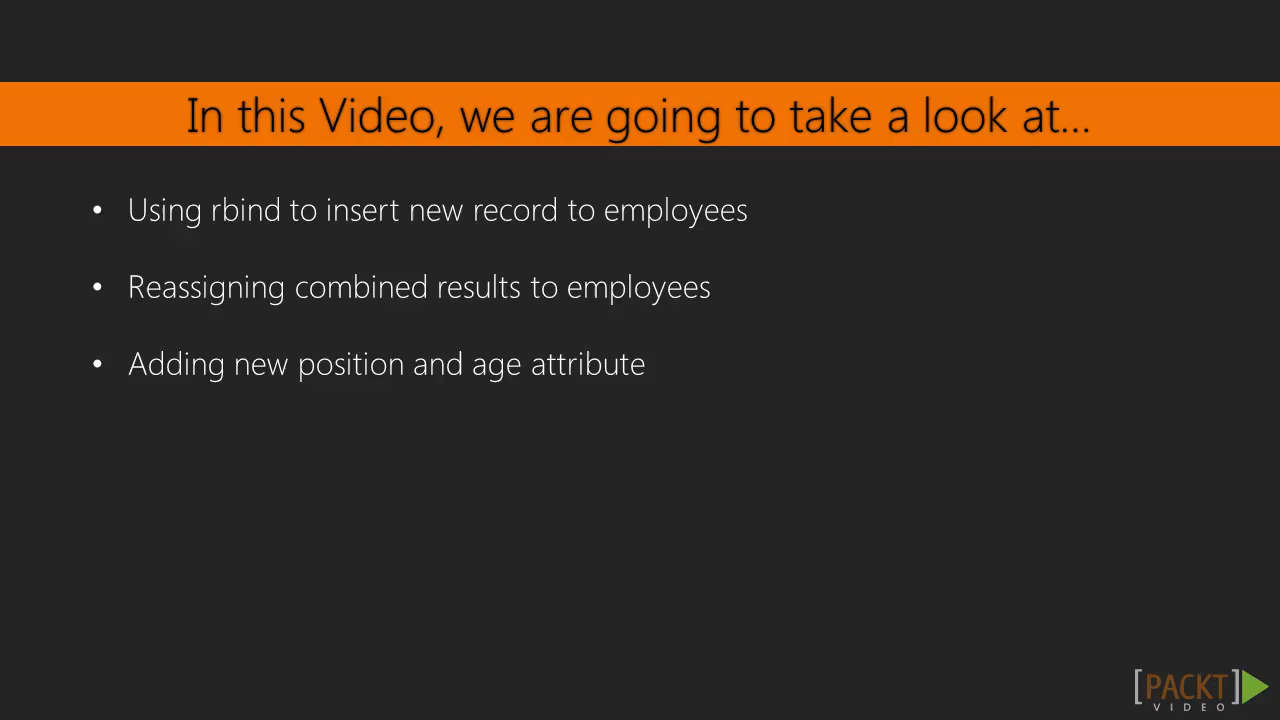 In this Video, we are going to take a look at...
• Using rbind to insert new record to employees
• Reassigning combined results to employees
• Adding new position and age attribute
[PACKT]
VIDEO